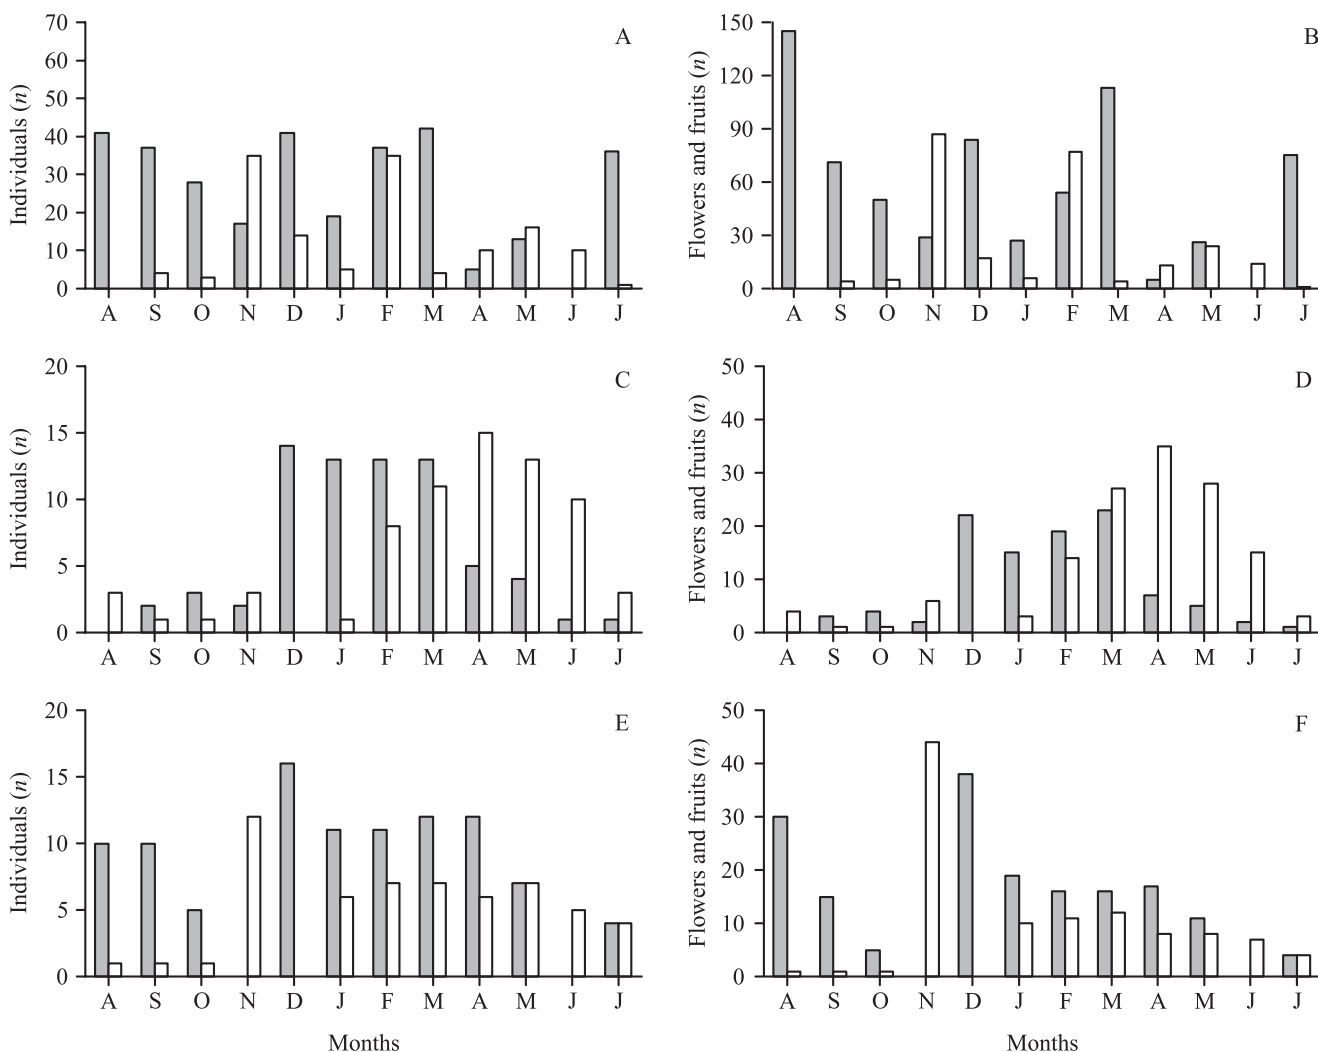 A
Individuals (n)
70
60
50
40
30
20
10
0
A S O N D J F M A M J J
B
Flowers and fruits (n)
150
120
90
60
30
0
A S O N D J F M A M J J
C
Individuals (n)
20
15
10
5
0
A S O N D J F M A M J J
D
Flowers and fruits (n)
50
40
30
20
10
0
A S O N D J F M A M J J
E
Individuals (n)
20
15
10
5
0
A S O N D J F M A M J J
Months
F
Flowers and fruits (n)
50
40
30
20
10
0
A S O N D J F M A M J J
Months